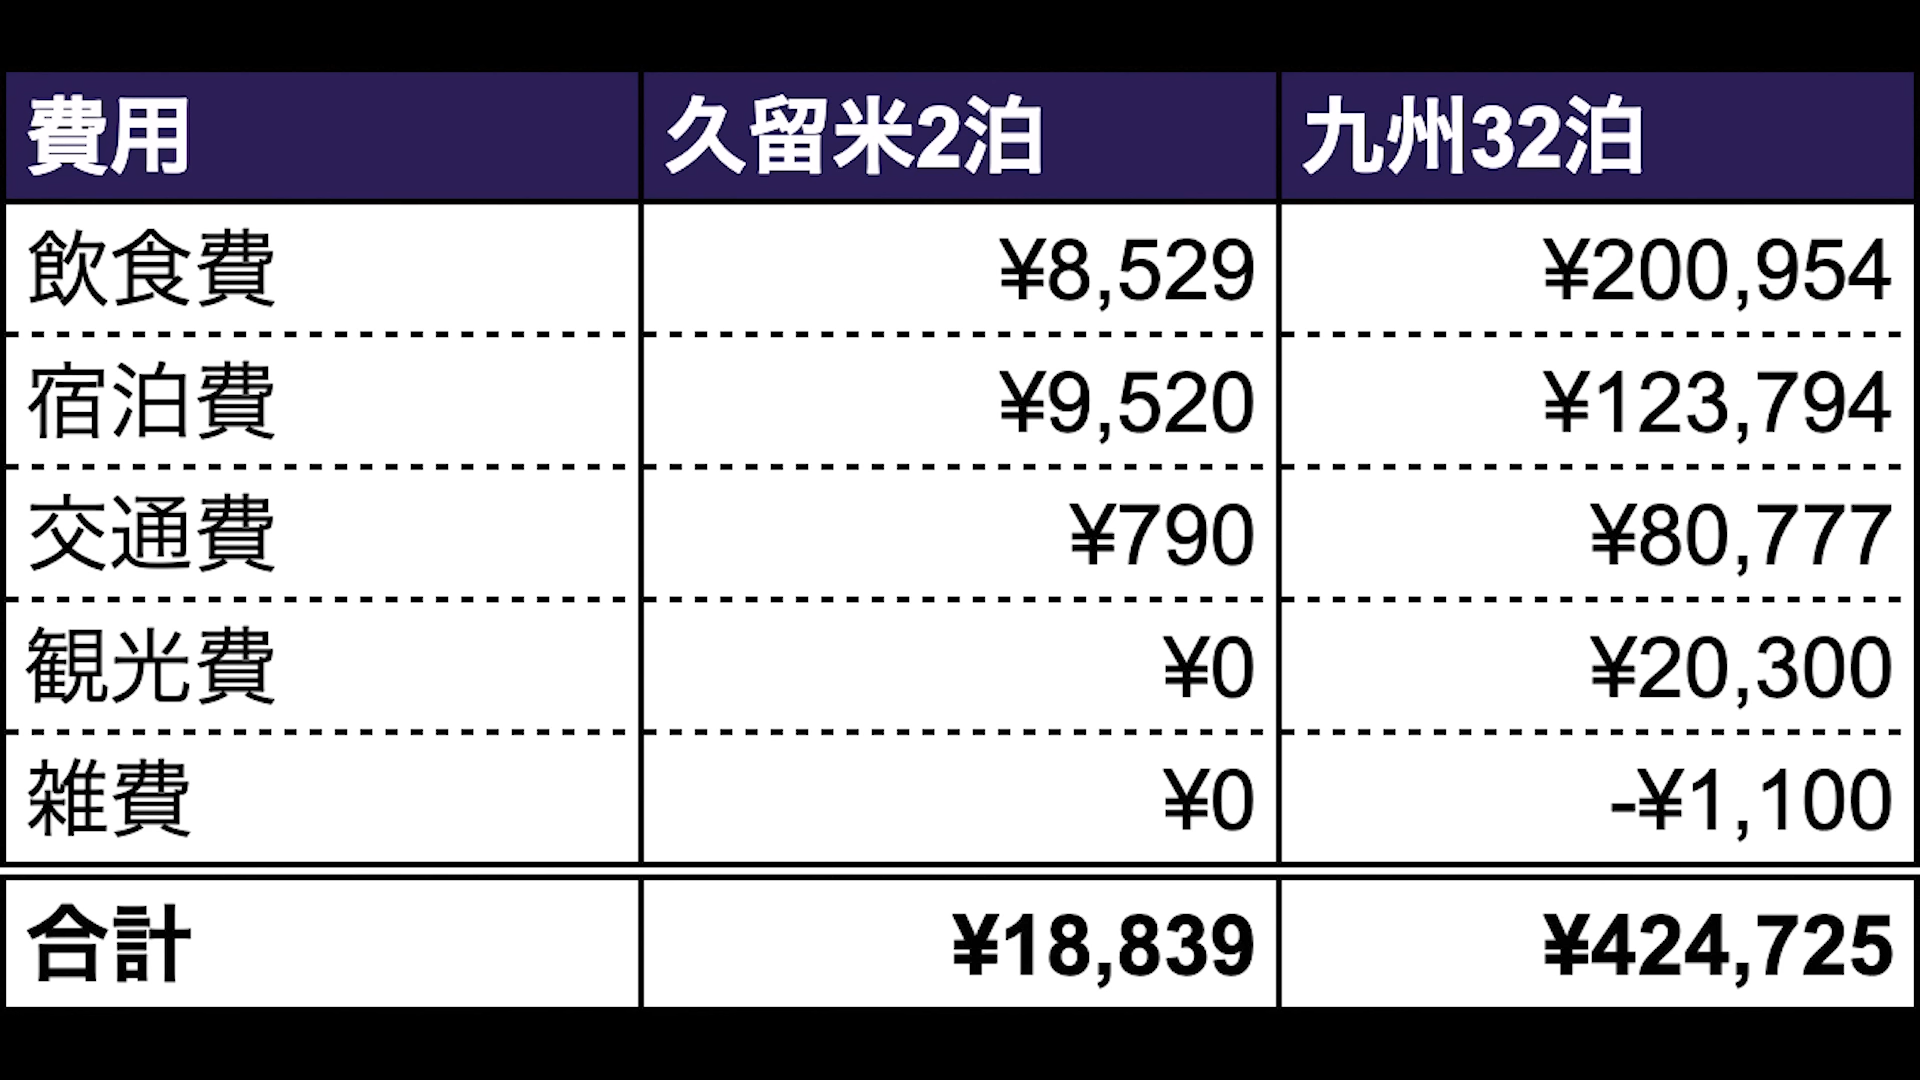 費用 久留米2泊 九州32泊
飲食費 ¥8,529 ¥200,954
宿泊費 ¥9,520 ¥123,794
交通費 ¥790 ¥80,777
観光費 ¥0 ¥20,300
雑費 ¥0 -¥1,100
合計 ¥18,839 ¥424,725